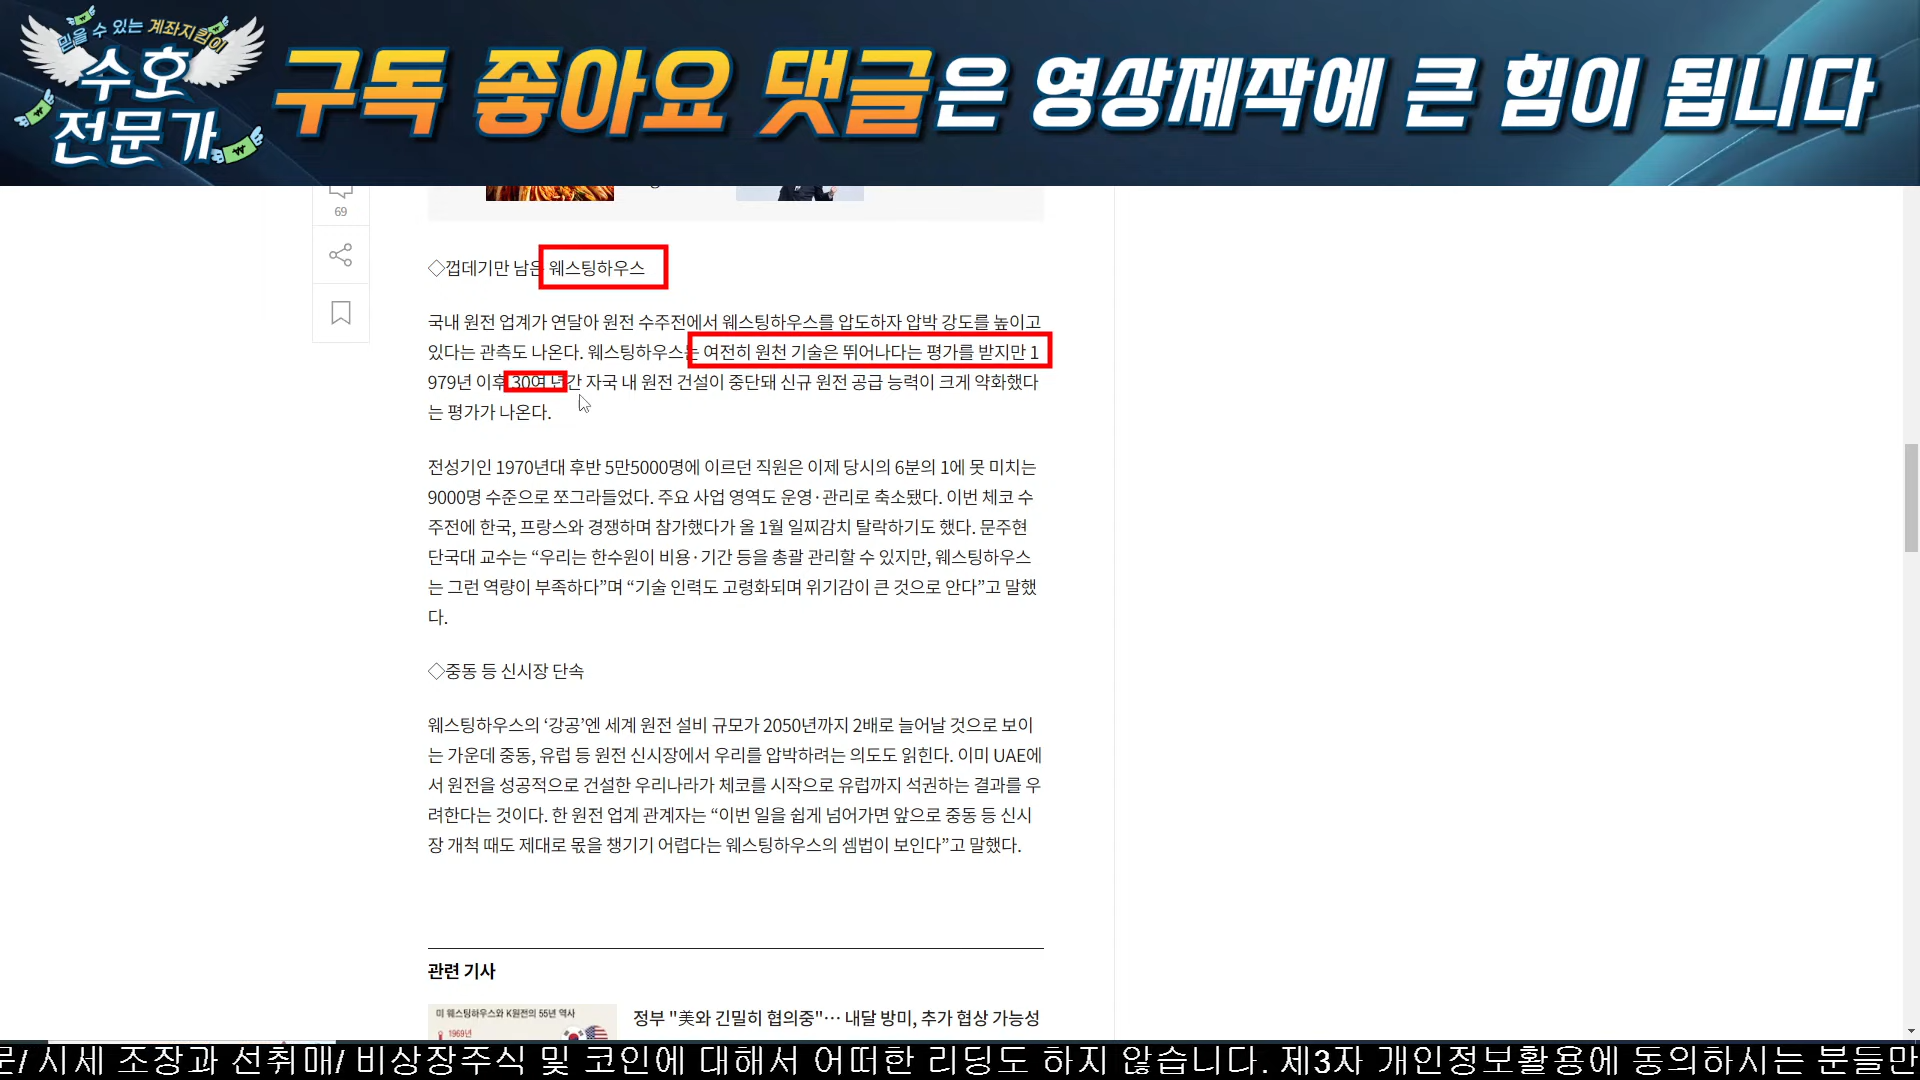 믿을 수 있는 계좌지킴이
수호
전문가
구독 좋아요 댓글은 영상제작에 큰 힘이 됩니다
69
◇껍데기만 남은 웨스팅하우스
국내 원전 업계가 연달아 원전 수주전에서 웨스팅하우스를 압도하자 압박 강도를 높이고
있다는 관측도 나온다. 웨스팅하우스는 여전히 원천 기술은 뛰어나다는 평가를 받지만 1
979년 이후 30여 년간 자국 내 원전 건설이 중단돼 신규 원전 공급 능력이 크게 약화했다
는 평가가 나온다.
전성기인 1970년대 후반 5만5000명에 이르던 직원은 이제 당시의 6분의 1에 못 미치는
9000명 수준으로 쪼그라들었다. 주요 사업 영역도 운영·관리로 축소됐다. 이번 체코 수
주전에 한국, 프랑스와 경쟁하며 참가했다가 올 1월 일찌감치 탈락하기도 했다. 문주현
단국대 교수는 “우리는 한수원이 비용·기간 등을 총괄 관리할 수 있지만, 웨스팅하우스
는 그런 역량이 부족하다”며 “기술 인력도 고령화되며 위기감이 큰 것으로 안다”고 말했
다.
◇중동 등 신시장 단속
웨스팅하우스의 ‘강공’엔 세계 원전 설비 규모가 2050년까지 2배로 늘어날 것으로 보이
는 가운데 중동, 유럽 등 원전 신시장에서 우리를 압박하려는 의도도 읽힌다. 이미 UAE에
서 원전을 성공적으로 건설한 우리나라가 체코를 시작으로 유럽까지 석권하는 결과를 우
려한다는 것이다. 한 원전 업계 관계자는 “이번 일을 쉽게 넘어가면 앞으로 중동 등 신시
장 개척 때도 제대로 몫을 챙기기 어렵다는 웨스팅하우스의 셈법이 보인다”고 말했다.
관련 기사
미 웨스팅하우스와 K원전의 55년 역사
1969년
정부 "美와 긴밀히 협의중"… 내달 방미, 추가 협상 가능성
문/ 시세 조장과 선취매/ 비상장주식 및 코인에 대해서 어떠한 리딩도 하지 않습니다. 제3자 개인정보활용에 동의하시는 분들만